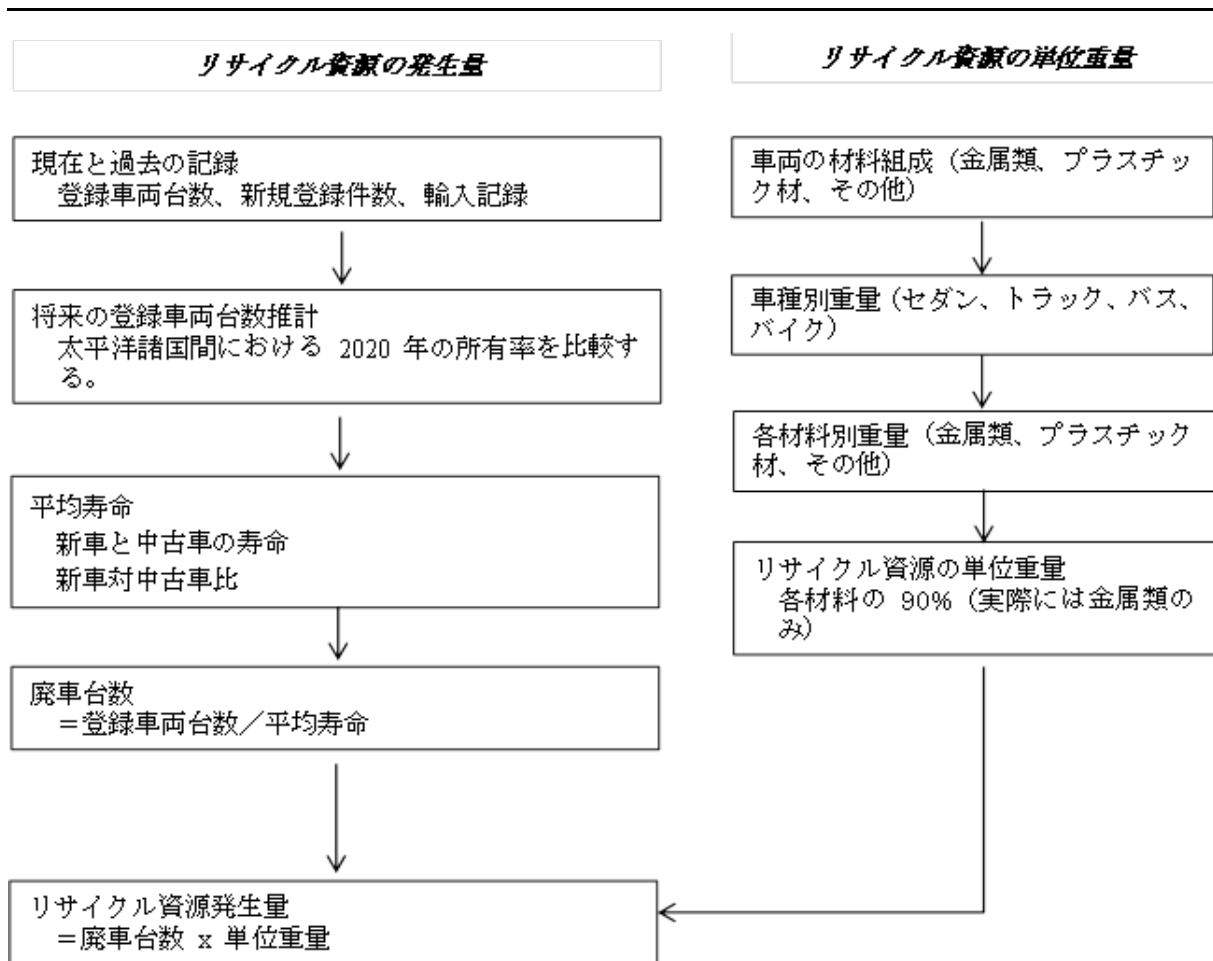 リサイクル資源の発生量
現在と過去の記録
登録車両台数、新規登録件数、輸入記録
将来の登録車両台数推計
太平洋諸国間における 2020 年の所有率を比較す
る。
平均寿命
新車と中古車の寿命
新車対中古車比
廃車台数
＝登録車両台数／平均寿命
リサイクル資源発生量
＝廃車台数 x 単位重量
リサイクル資源の単位重量
車両の材料組成（金属類、プラスチッ
ク材、その他）
車種別重量（セダン、トラック、バス、
バイク）
各材料別重量（金属類、プラスチック
材、その他）
リサイクル資源の単位重量
各材料の 90%（実際には金属類の
み）